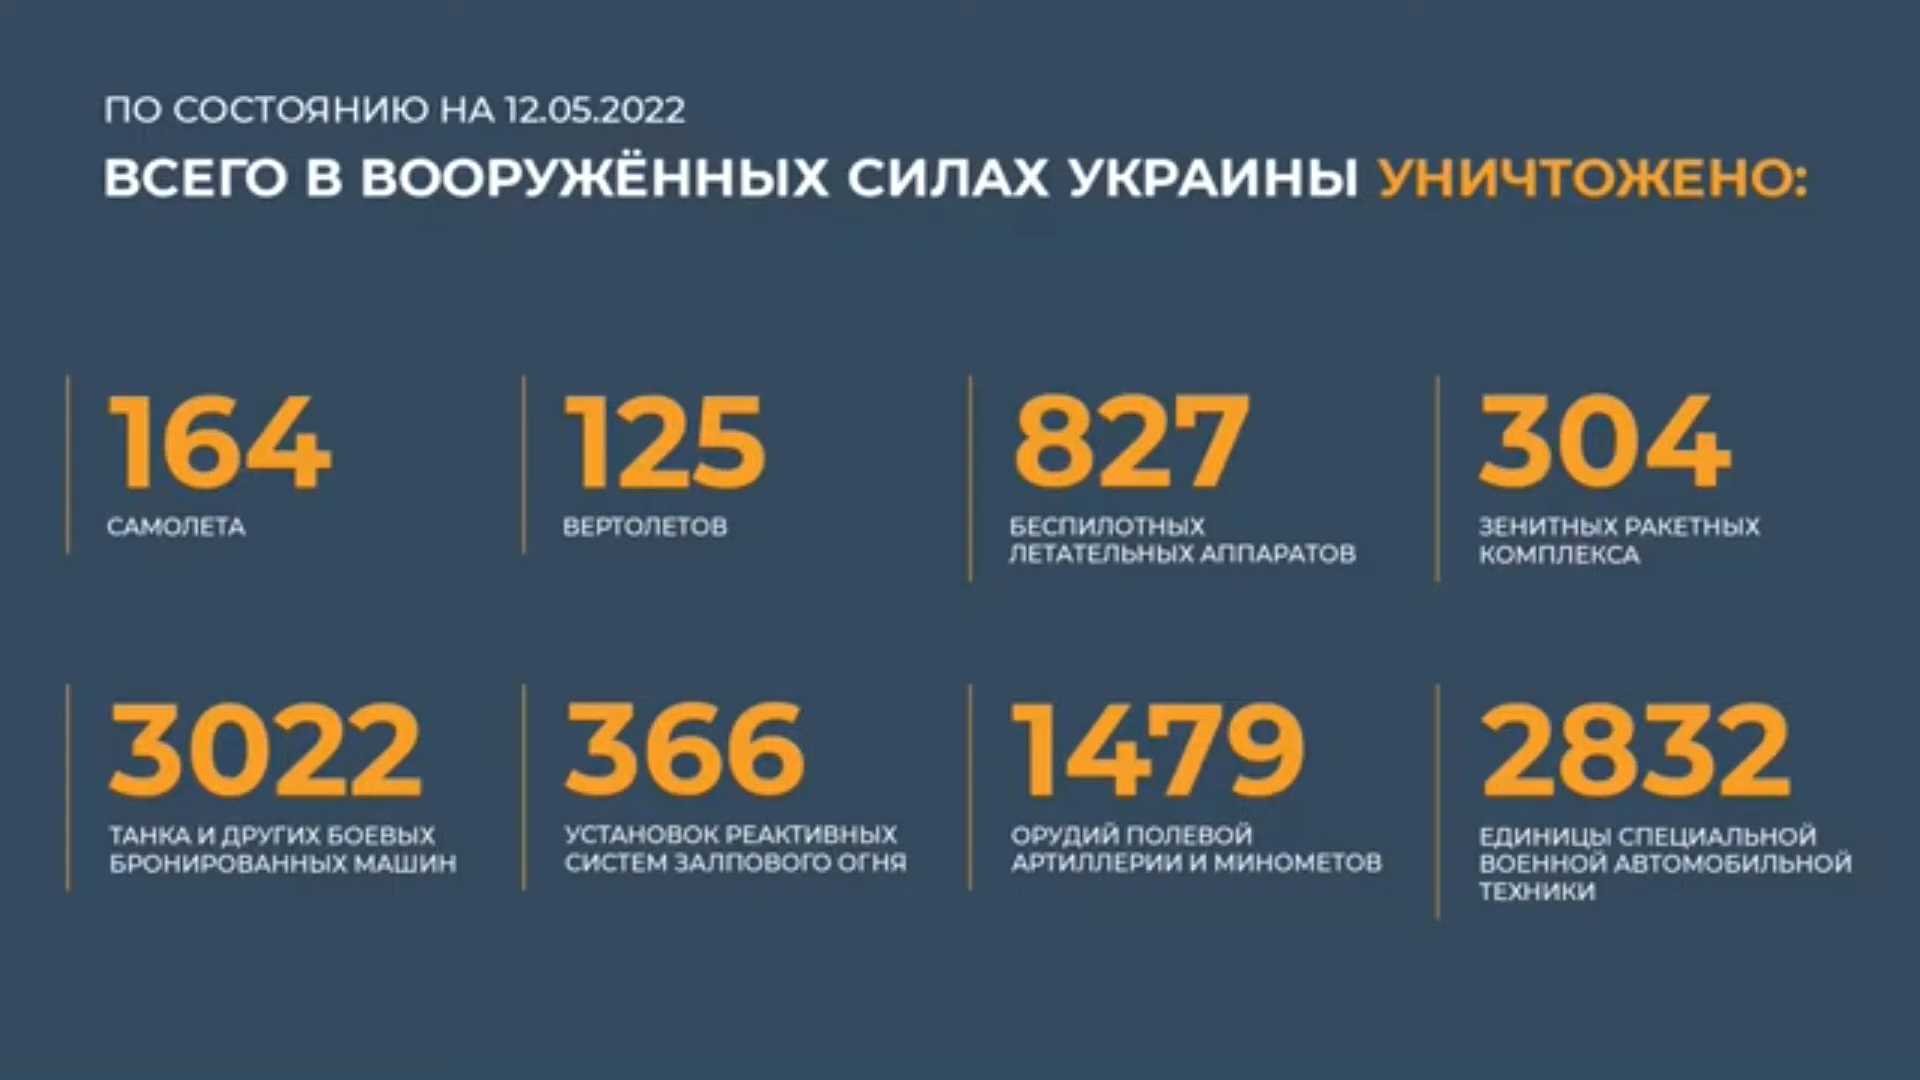 ПО СОСТОЯНИЮ НА 12.05.2022
ВСЕГО В ВООРУЖЁННЫХ СИЛАХ УКРАИНЫ УНИЧТОЖЕНО:
164
САМОЛЕТА
125
ВЕРТОЛЕТОВ
827
БЕСПИЛОТНЫХ
ЛЕТАТЕЛЬНЫХ АППАРАТОВ
304
ЗЕНИТНЫХ РАКЕТНЫХ
КОМПЛЕКСА
3022
ТАНКА И ДРУГИХ БОЕВЫХ
БРОНИРОВАННЫХ МАШИН
366
УСТАНОВОК РЕАКТИВНЫХ
СИСТЕМ ЗАЛПОВОГО ОГНЯ
1479
ОРУДИЙ ПОЛЕВОЙ
АРТИЛЛЕРИИ И МИНОМЕТОВ
2832
ЕДИНИЦЫ СПЕЦИАЛЬНОЙ
ВОЕННОЙ АВТОМОБИЛЬНОЙ
ТЕХНИКИ